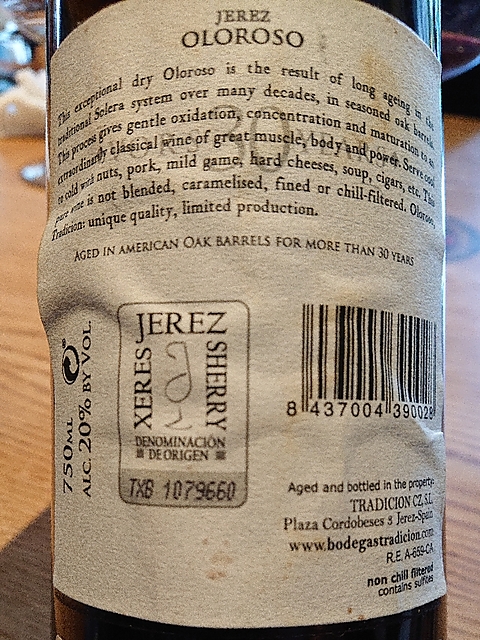 JEREZ
OLOROSO
This exceptional dry Oloroso is the result of long ageing in the
traditional Solera system over many decades, in seasoned oak barrels.
The process gives gentle oxidation, concentration and maturation to an
extraordinarily classical wine of great muscle, body and power. Serve cool
to cold with nuts, pork, mild game, hard cheeses, soup, cigars, etc. This
pure wine is not blended, caramelised, fined or chill-filtered. Oloroso
Tradicion: unique quality, limited production.
30
AGED IN AMERICAN OAK BARRELS FOR MORE THAN 30 YEARS
750ML
ALC. 20% BY VOL
JEREZ
XERES
SHERRY
DENOMINACIÓN
DE ORIGEN
TXB 1079660
8 437004 390028
Aged and bottled in the property:
TRADICION CZ, S.L.
Plaza Cordobeses 3 Jerez-Spain
www.bodegastradicion.com
R.E. A-659-CA
non chill filtered
contains sulfites